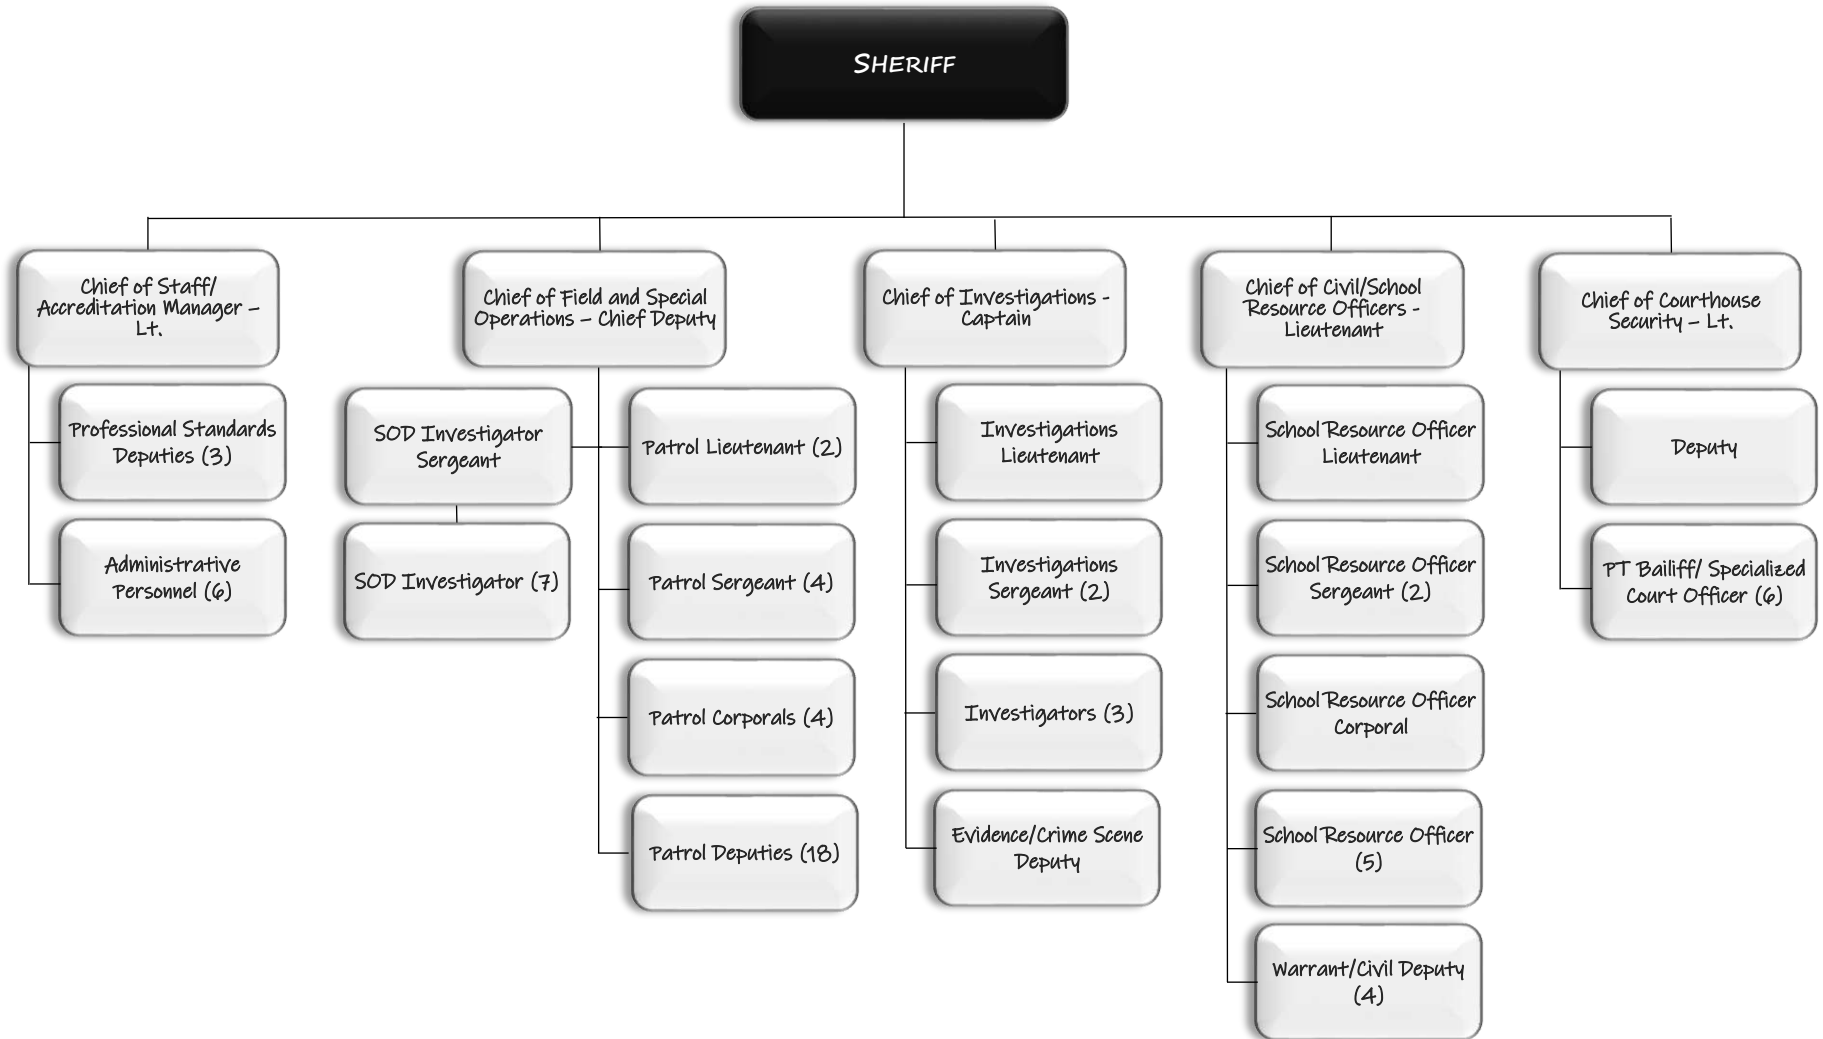 SHERIFF
Chief of Staff/
Accreditation Manager –
Lt.
Professional Standards
Deputies (3)
Administrative
Personnel (6)
Chief of Field and Special
Operations – Chief Deputy
SOD Investigator
Sergeant
SOD Investigator (7)
Patrol Lieutenant (2)
Patrol Sergeant (4)
Patrol Corporals (4)
Patrol Deputies (18)
Chief of Investigations -
Captain
Investigations
Lieutenant
Investigations
Sergeant (2)
Investigators (3)
Evidence/Crime Scene
Deputy
Chief of Civil/School
Resource Officers -
Lieutenant
School Resource Officer
Lieutenant
School Resource Officer
Sergeant (2)
School Resource Officer
Corporal
School Resource Officer
(5)
Warrant/Civil Deputy
(4)
Chief of Courthouse
Security – Lt.
Deputy
PT Bailiff/ Specialized
Court Officer (6)